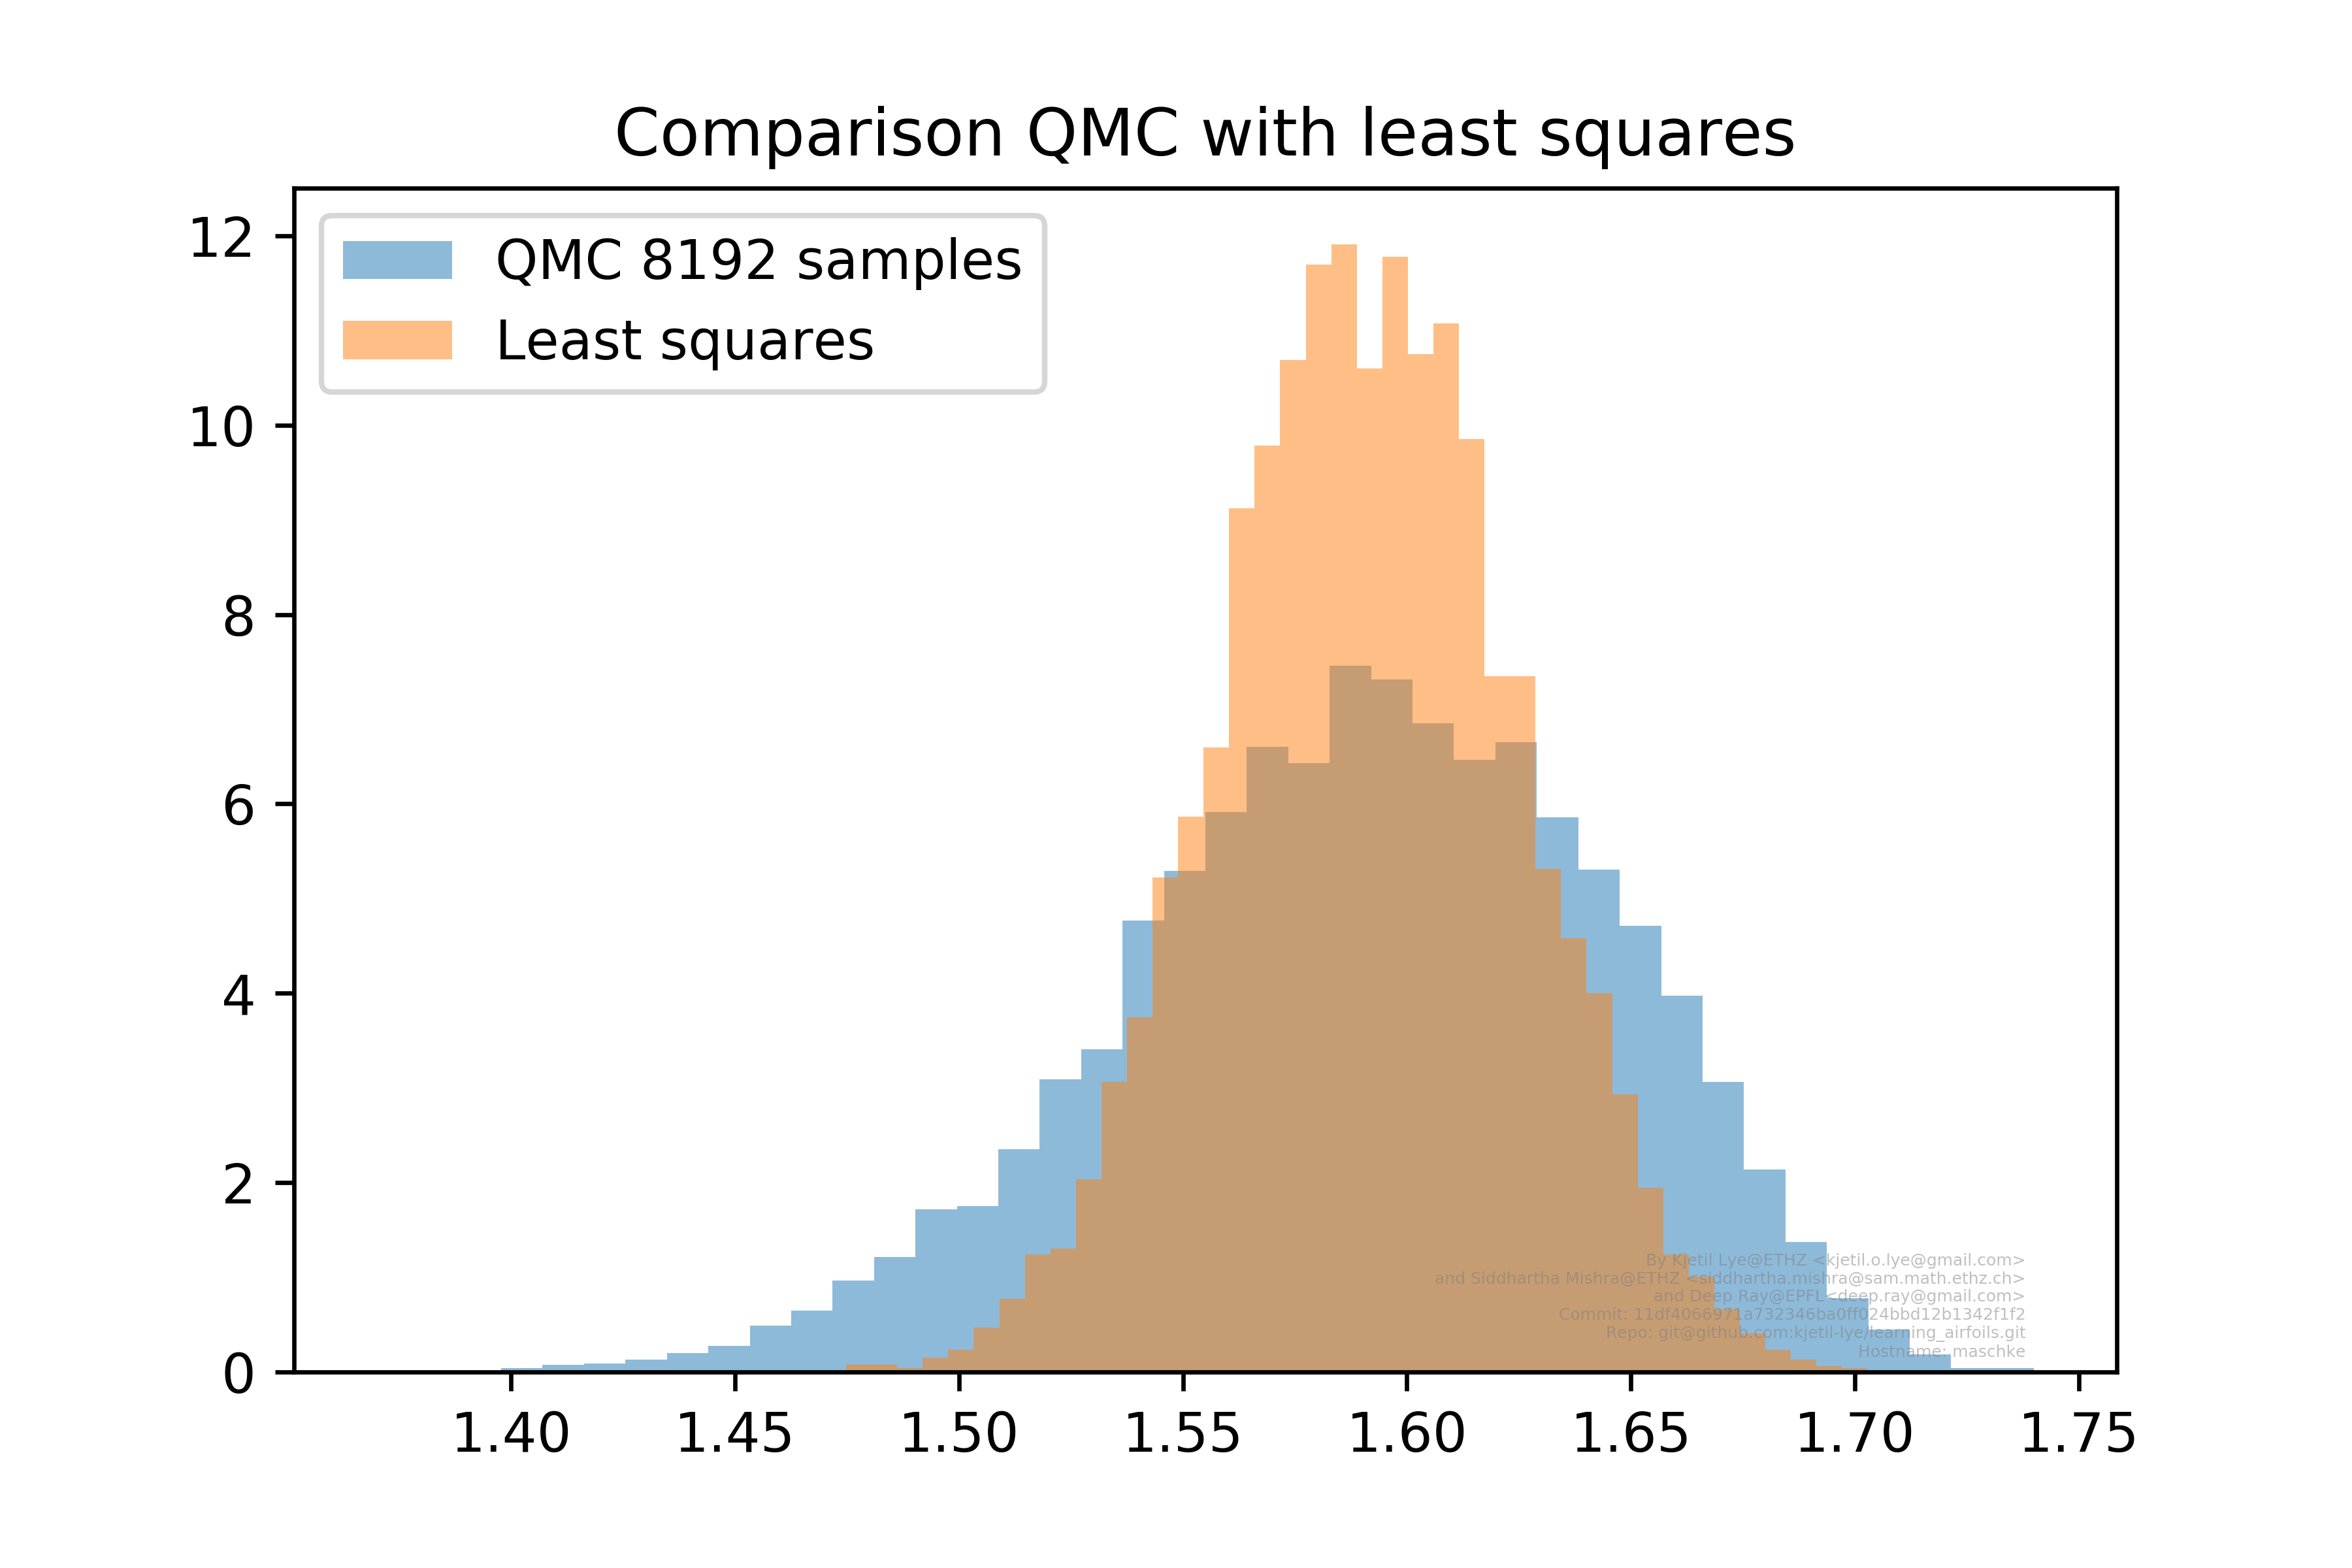 Comparison QMC with least squares
12
10
8
6
4
2
0
QMC 8192 samples
Least squares
1.40 1.45 1.50 1.55 1.60 1.65 1.70 1.75
By Kjetil Lye@ETHZ <kjetil.o.lye@gmail.com>
and Siddhartha Mishra@ETHZ <siddhartha.mishra@sam.math.ethz.ch>
and Deep Ray@EPFL<deep.ray@gmail.com>
Commit: 11df4066971a732346ba0ff024bbd12b1342f1f2
Repo: git@github.com:kjetil-lye/learning_airfoils.git
Hostname: maschke